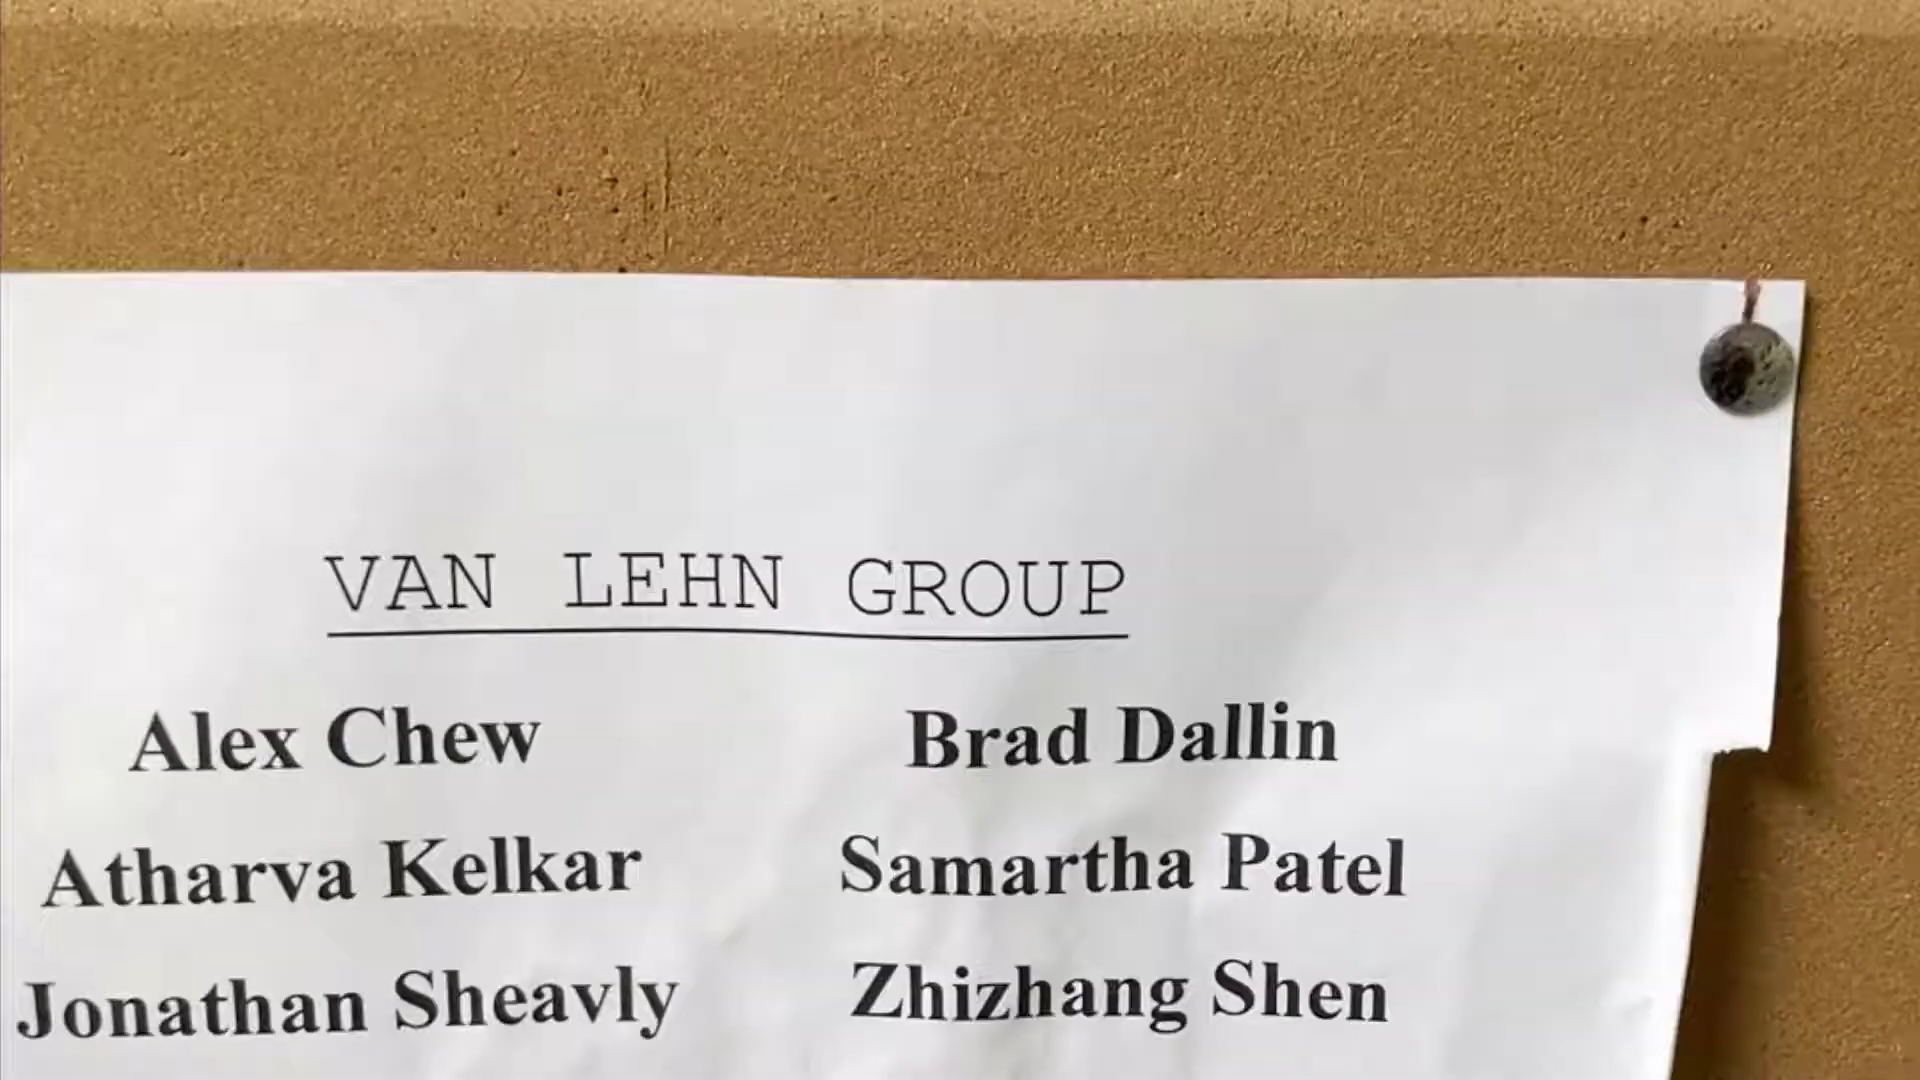 VAN LEHN GROUP
Alex Chew Brad Dallin
Atharva Kelkar Samartha Patel
Jonathan Sheavly Zhizhang Shen